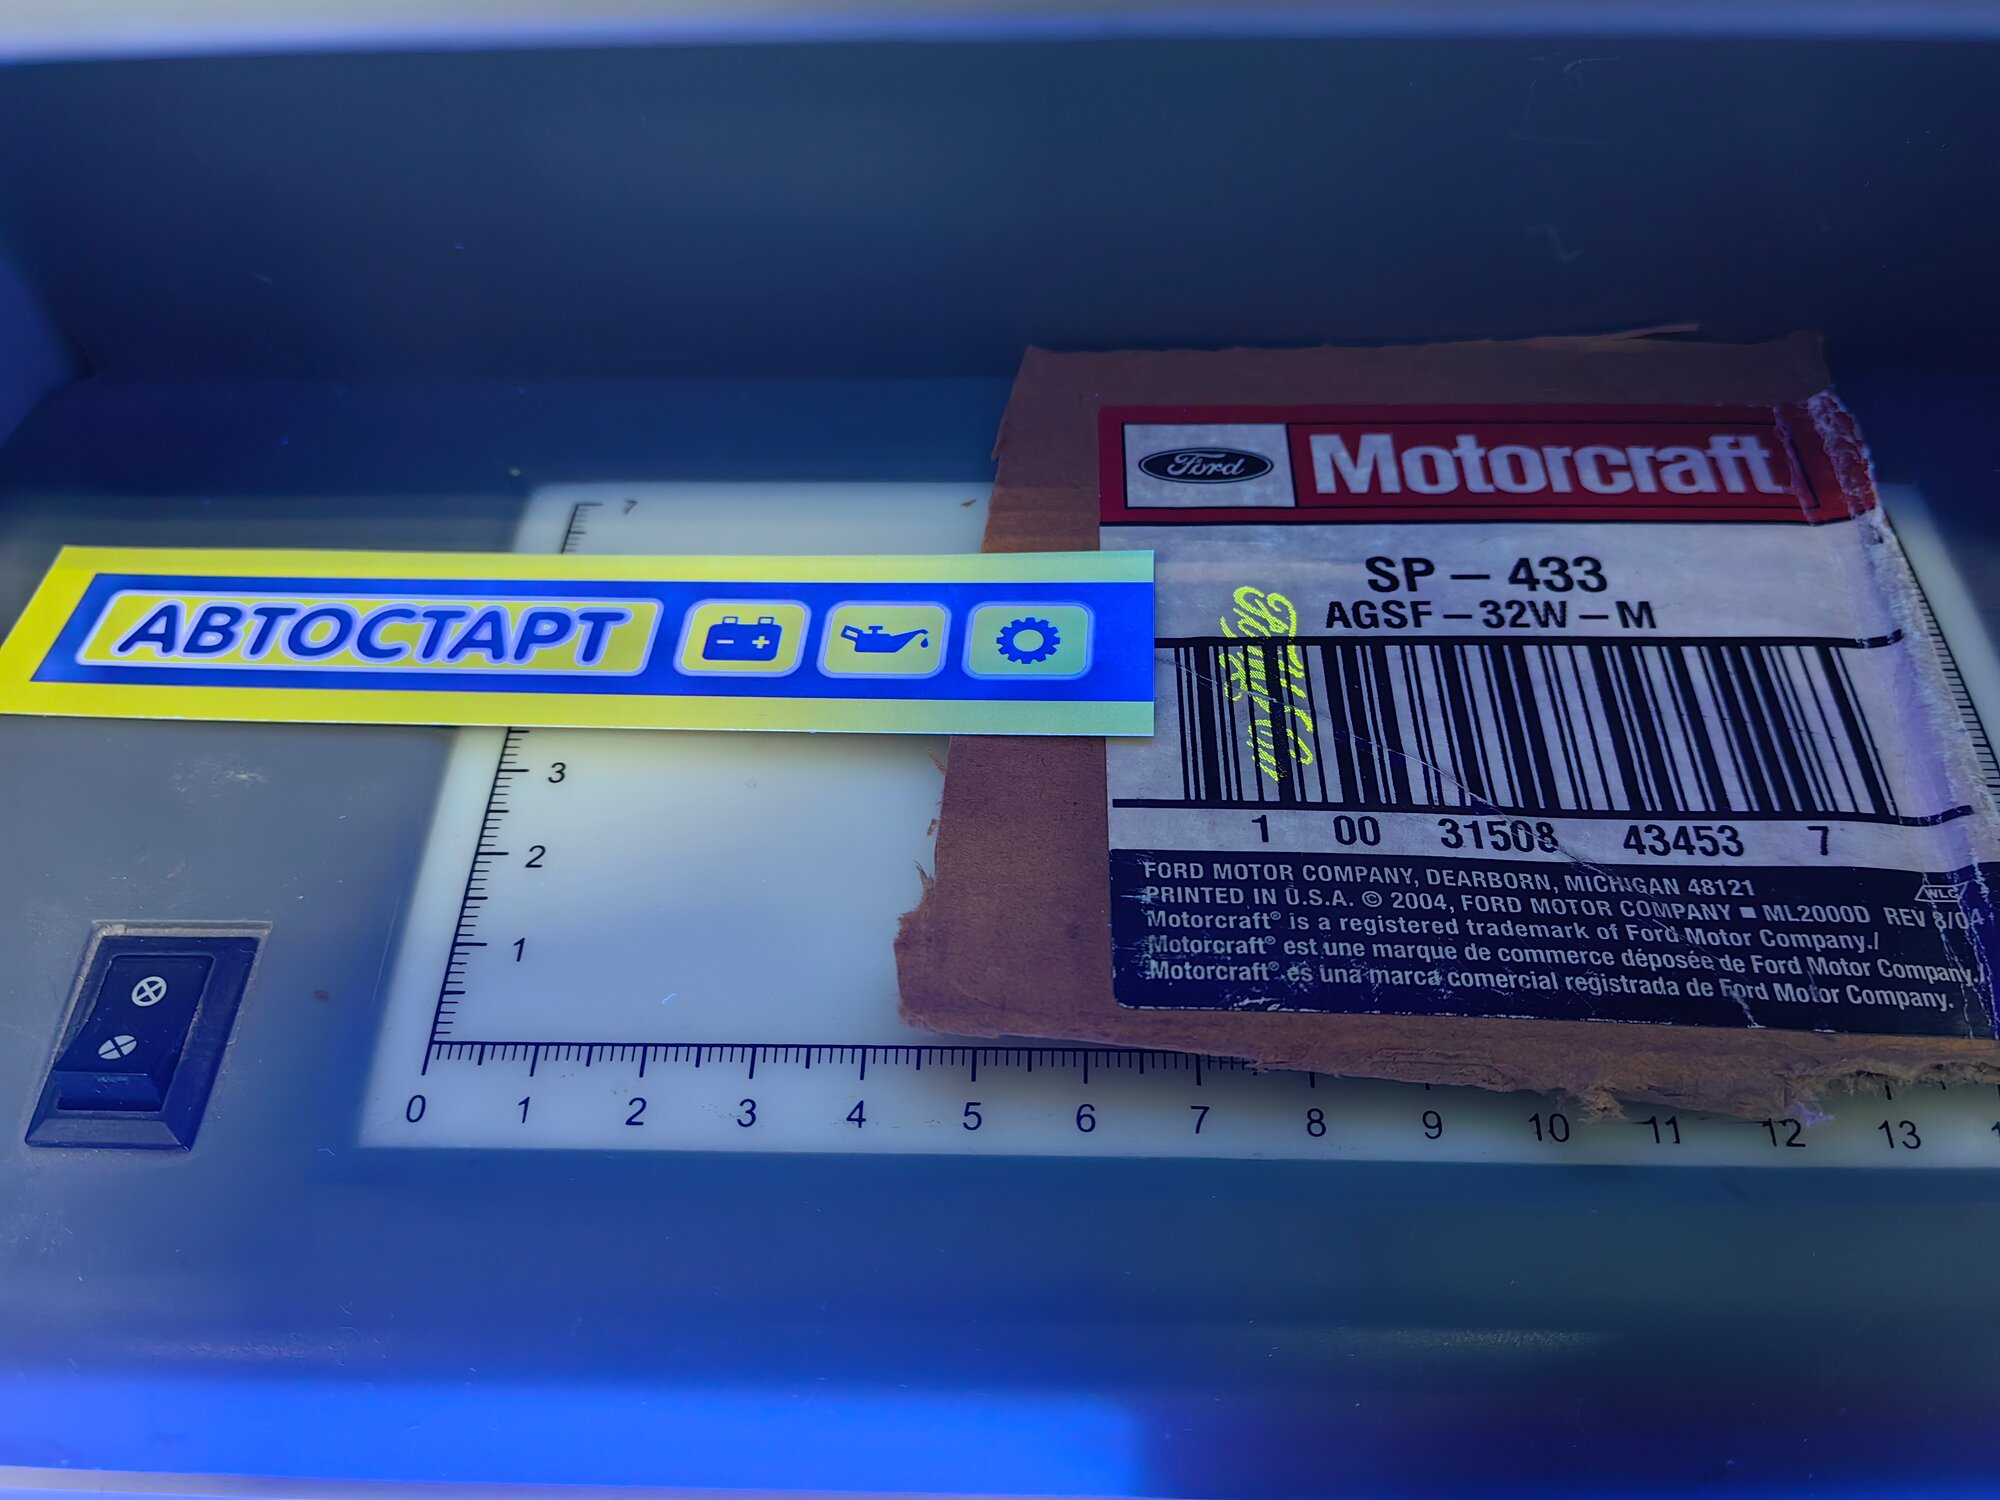 АВТОСТАРТ
Ford
Motorcraft
SP – 433
AGSF – 32W – M
1 00 31508 43453 7
FORD MOTOR COMPANY, DEARBORN, MICHIGAN 48121
WLC
PRINTED IN U.S.A. © 2004, FORD MOTOR COMPANY ■ ML2000D REV 8/04
Motorcraft® is a registered trademark of Ford Motor Company./
Motorcraft® est une marque de commerce déposée de Ford Motor Company./
Motorcraft® es una marca comercial registrada de Ford Motor Company.
7
3
2
1
0 1 2 3 4 5 6 7 8 9 10 11 12 13